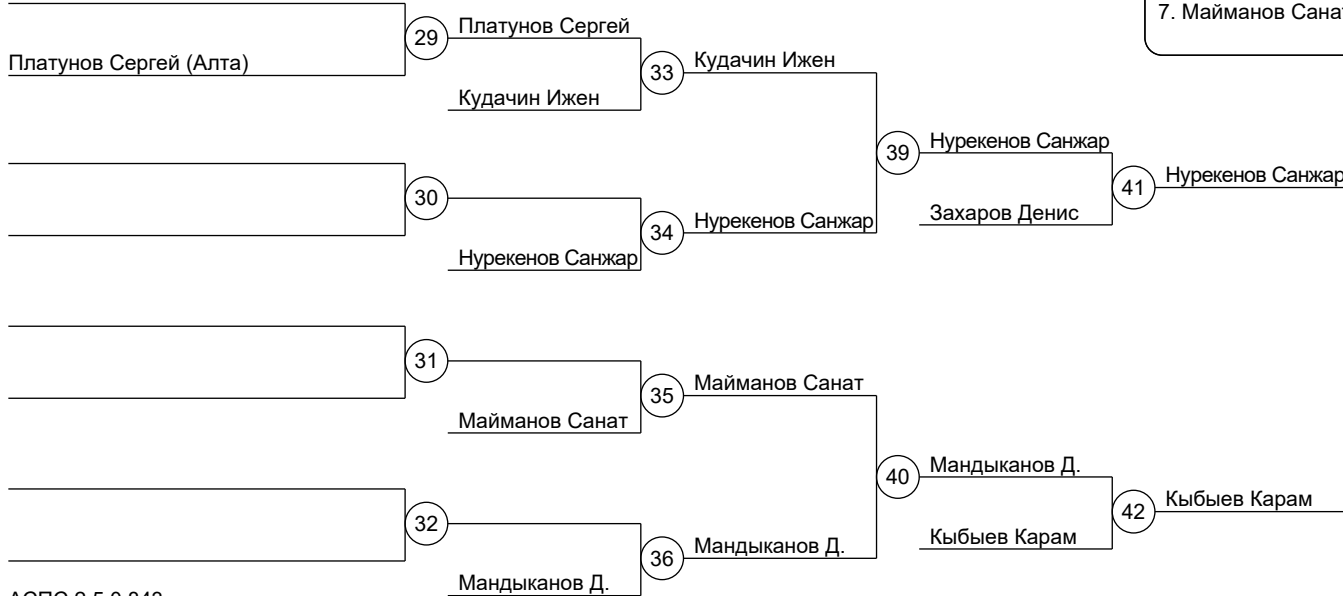 7. Майманов Санат
29
Платунов Сергей
Платунов Сергей (Алта)
33
Кудачин Ижен
Кудачин Ижен
39
Нурекенов Санжар
41
Нурекенов Санжар
30
Захаров Денис
34
Нурекенов Санжар
Нурекенов Санжар
31
35
Майманов Санат
Майманов Санат
40
Мандыканов Д.
42
Кыбыев Карам
32
Кыбыев Карам
36
Мандыканов Д.
Мандыканов Д.